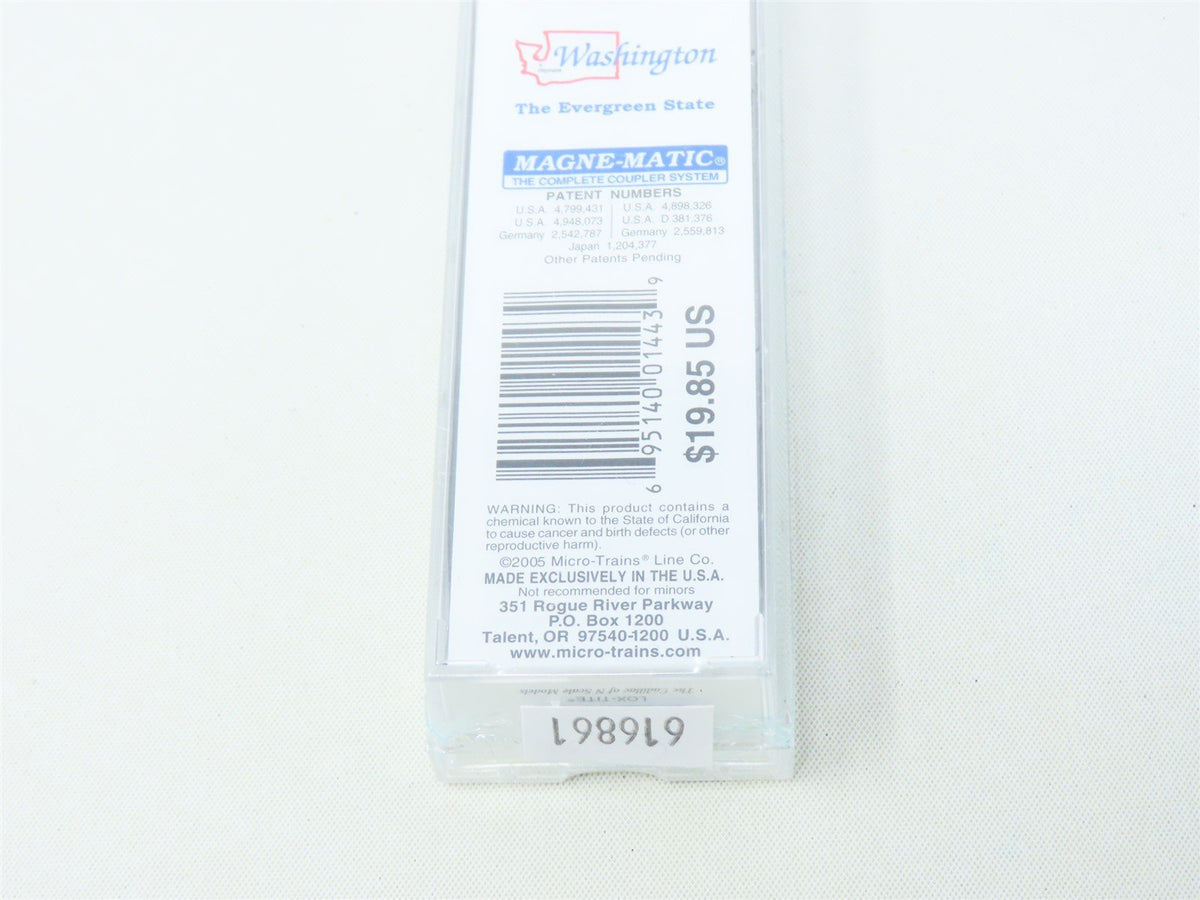 Washington
The Evergreen State
MAGNE-MATIC®
THE COMPLETE COUPLER SYSTEM
PATENT NUMBERS
U.S.A. 4,799,431 U.S.A. 4,898,326
U.S.A. 4,948,073 U.S.A. D 381,376
Germany 2,542,787 Germany 2,559,813
Japan 1,204,377
Other Patents Pending
6 95140 01443 9
$19.85 US
WARNING: This product contains a
chemical known to the State of California
to cause cancer and birth defects (or other
reproductive harm).
©2005 Micro-Trains® Line Co.
MADE EXCLUSIVELY IN THE U.S.A.
Not recommended for minors
351 Rogue River Parkway
P.O. Box 1200
Talent, OR 97540-1200 U.S.A.
www.micro-trains.com
LOX-TITE®
• The Cadillac of N Scale Models
616861